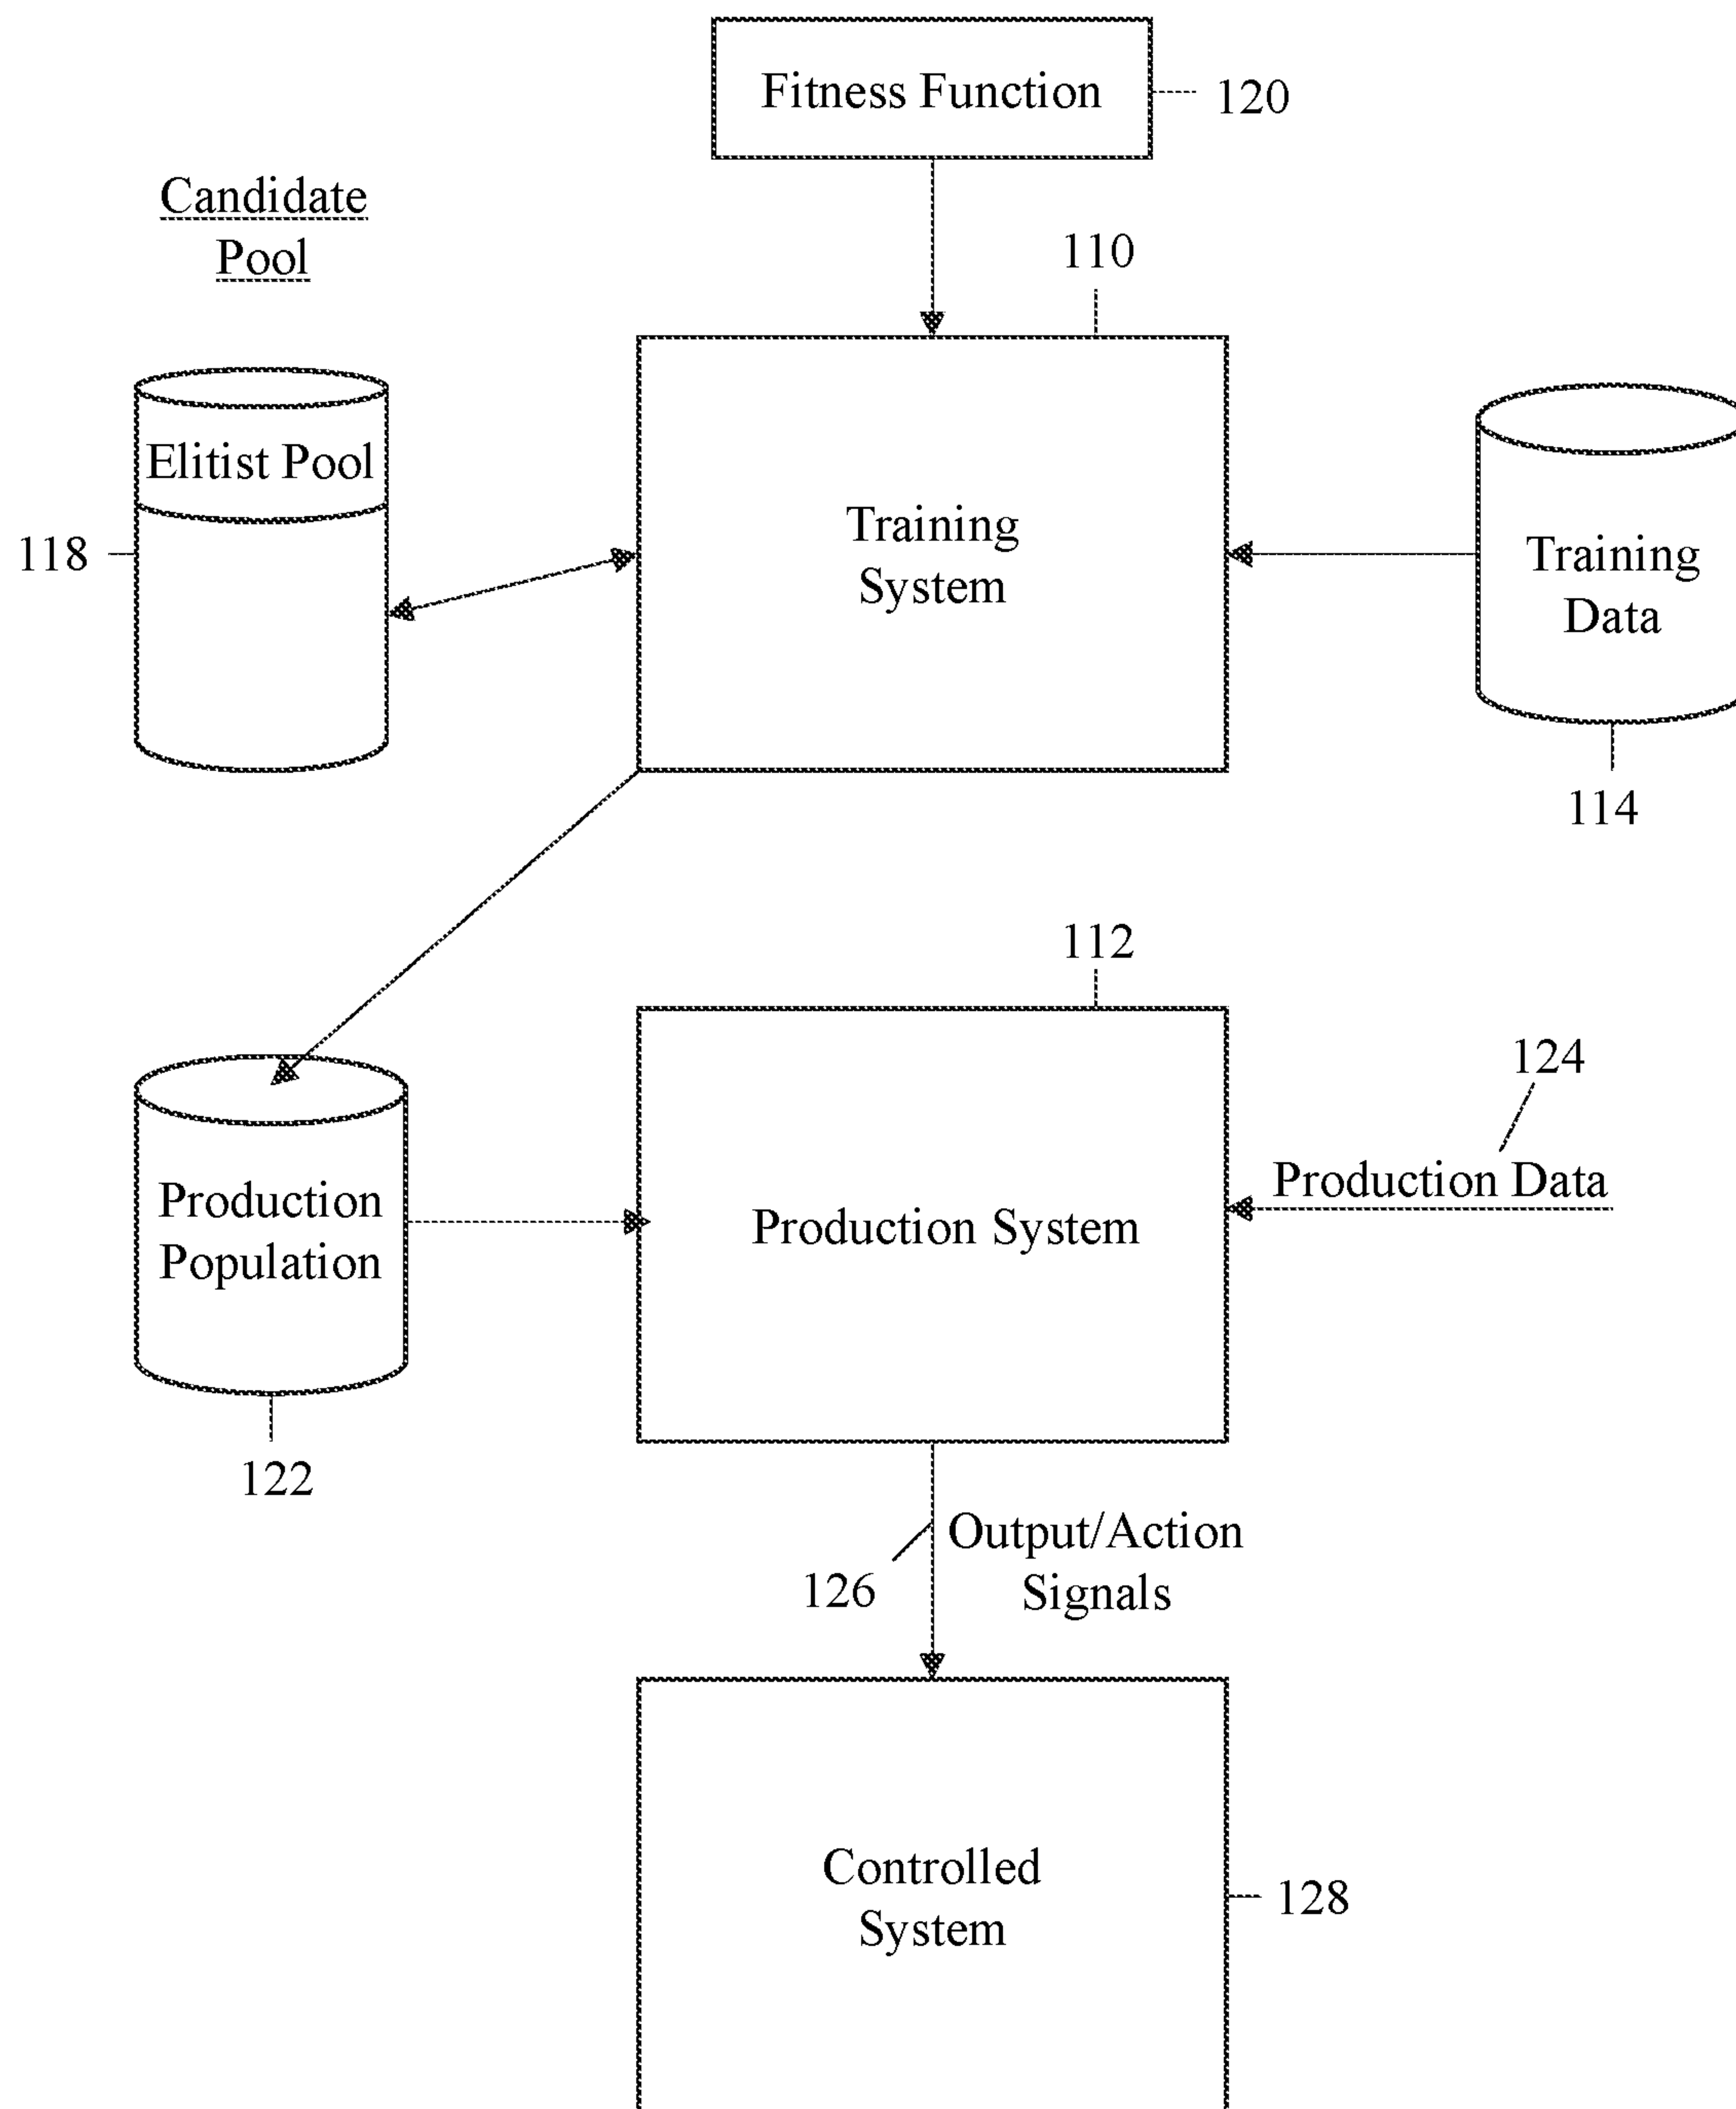 Fitness Function
120
Candidate
Pool
110
Elitist Pool
118
Training
System
Training
Data
114
112
124
Production Data
Production
Population
Production System
122
Output/Action
Signals
126
Controlled
System
128